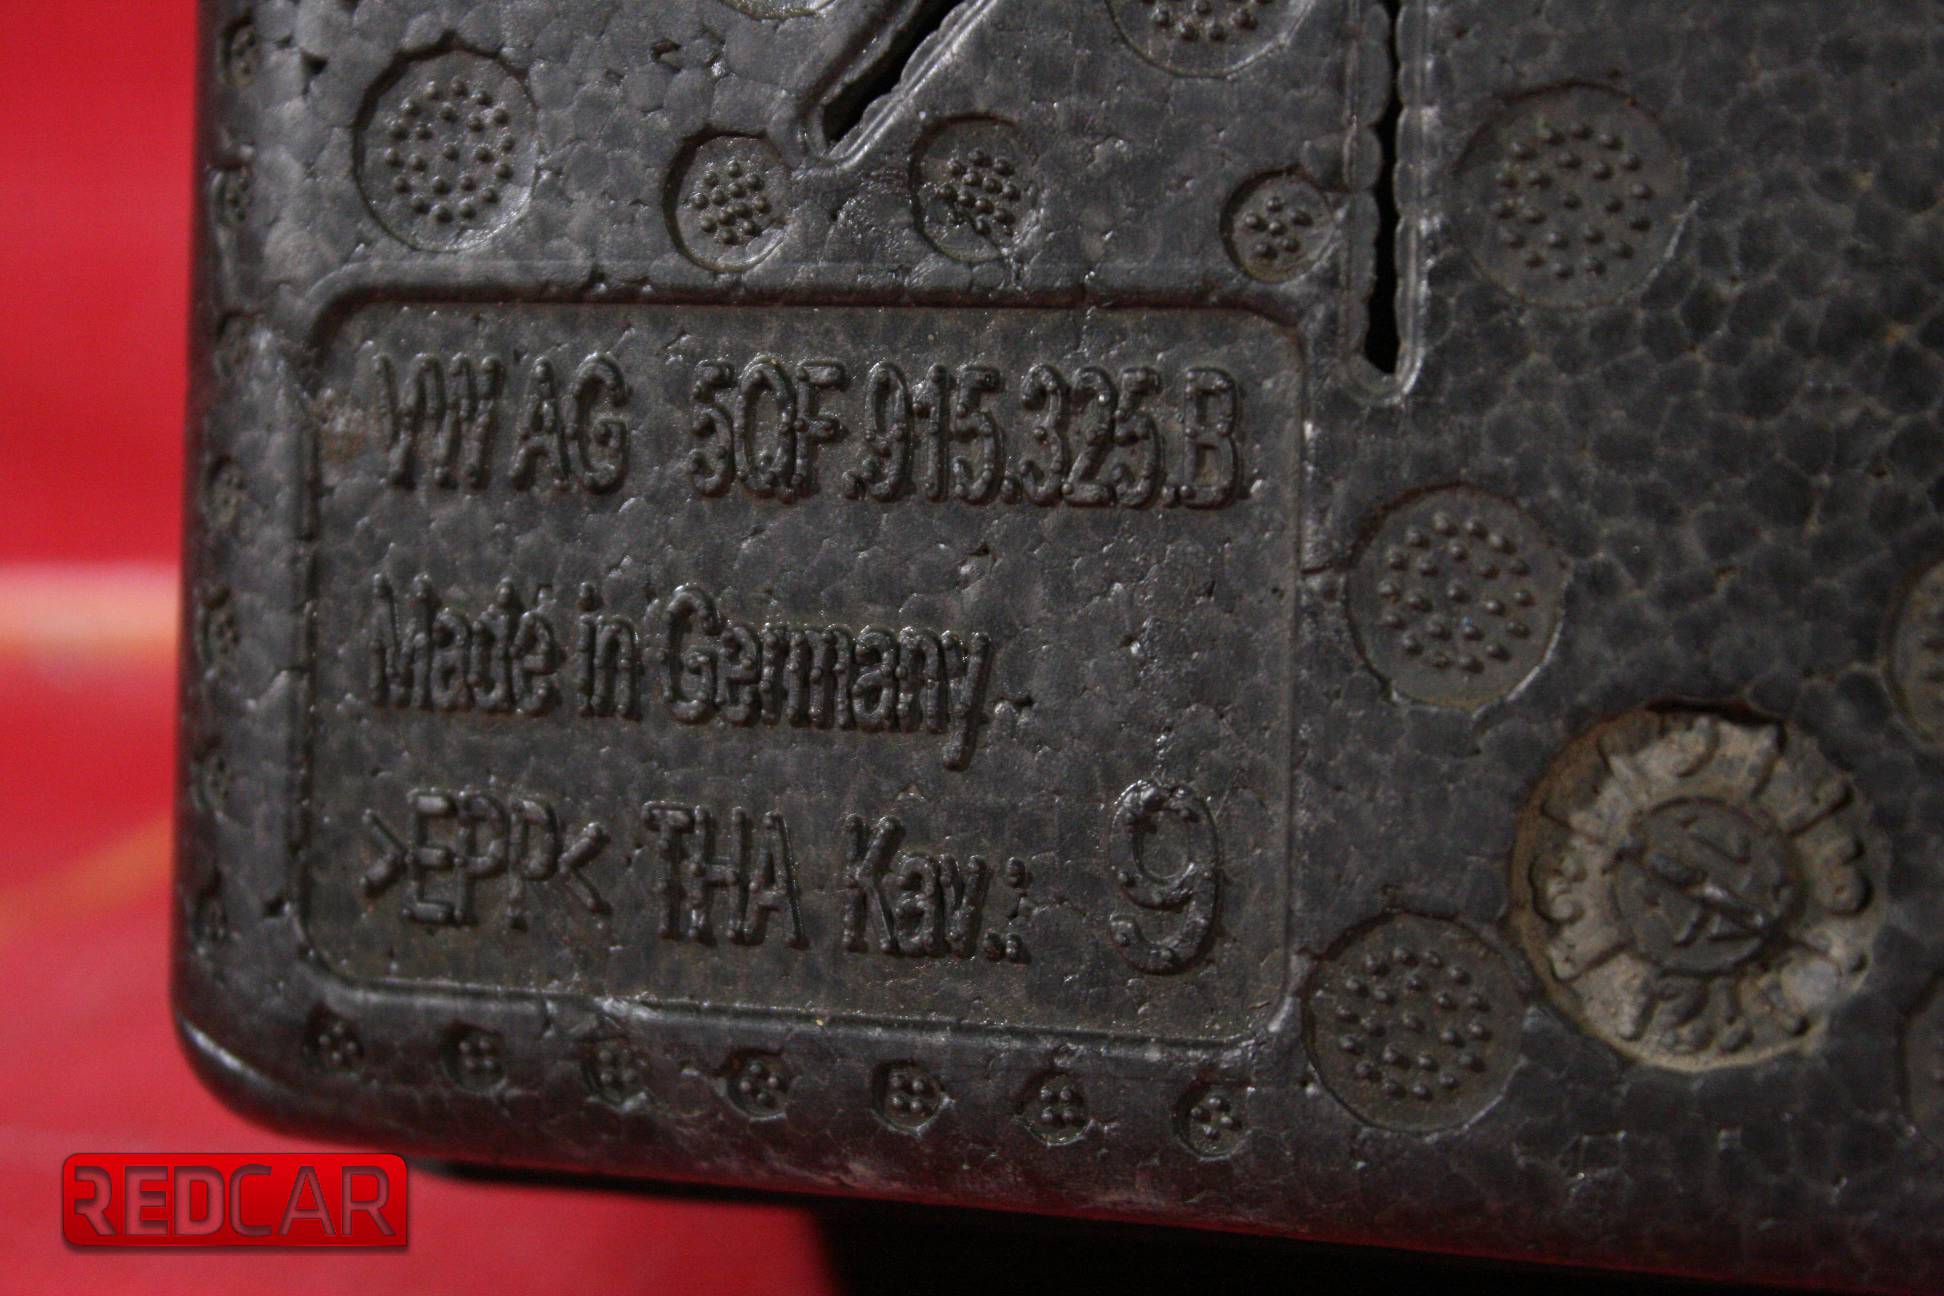 VW AG 5QF.915.325.B
Made in Germany
>EPP< THA Kav.: 9
REDCAR